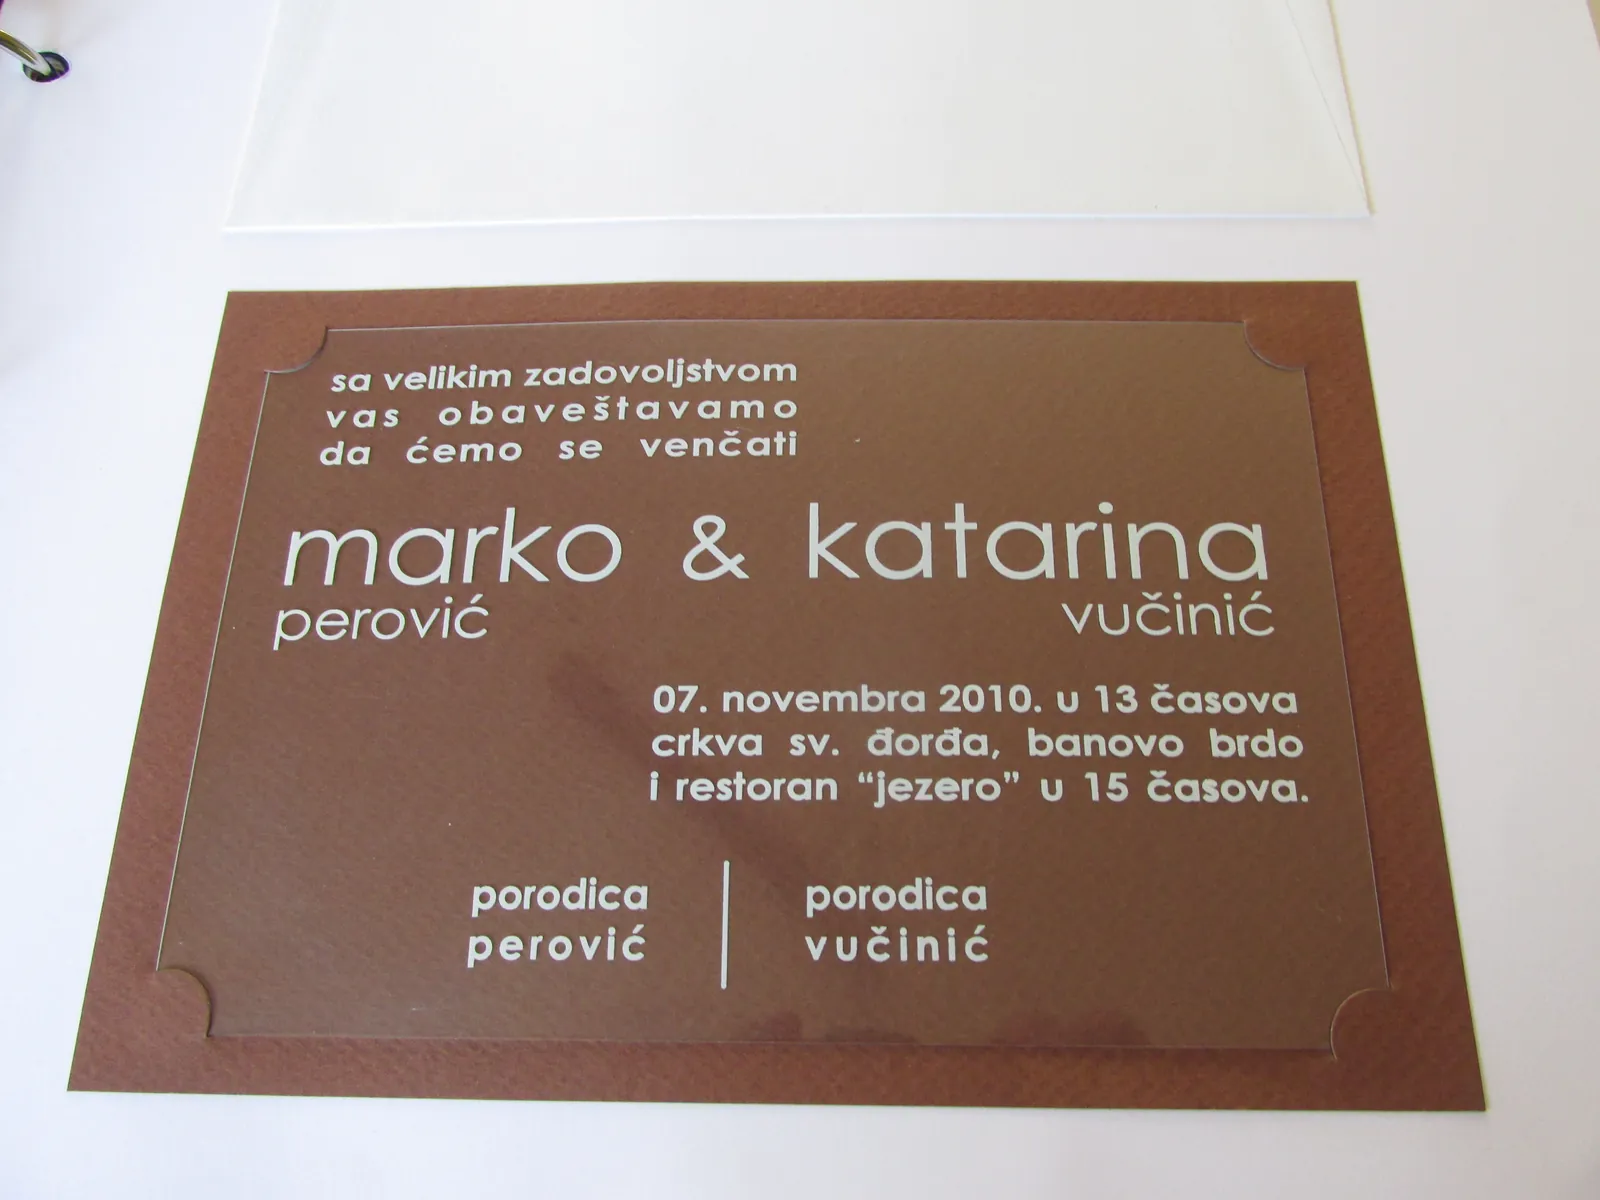 sa velikim zadovoljstvom
vas obaveštavamo
da ćemo se venčati
marko & katarina
perović vučinić
07. novembra 2010. u 13 časova
crkva sv. đorđa, banovo brdo
i restoran “jezero” u 15 časova.
porodica
perović
porodica
vučinić